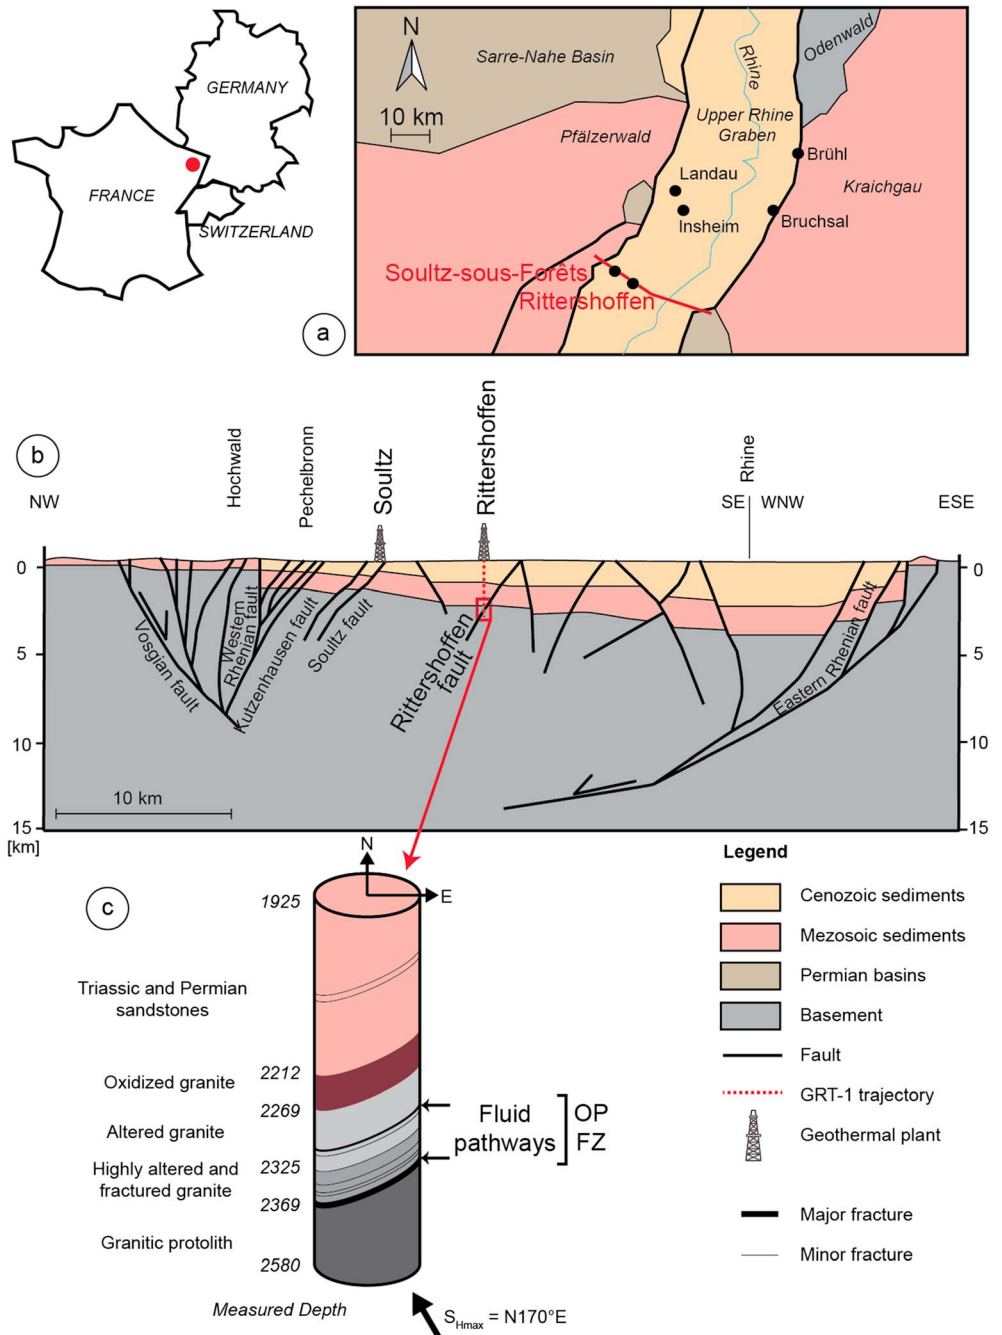 GERMANY
FRANCE
SWITZERLAND
N
10 km
Sarre-Nahe Basin
Rhine
Odenwald
Upper Rhine
Graben
Pfälzerwald
Brühl
Landau
Kraichgau
Insheim
Bruchsal
Soultz-sous-Forêts
Rittershoffen
a
b
NW
Hochwald
Pechelbronn
Soultz
Rittershoffen
Rhine
SE
WNW
ESE
0
5
10
15
[km]
0
5
10
15
Vosgian fault
Western
Rhenian fault
Kutzenhausen fault
Soultz fault
Rittershoffen
fault
Eastern Rhenian fault
10 km
c
N
E
1925
Triassic and Permian
sandstones
2212
Oxidized granite
2269
Altered granite
2325
Highly altered and
fractured granite
2369
Granitic protolith
2580
Measured Depth
Fluid
pathways
OP
FZ
SHmax = N170°E
Legend
Cenozoic sediments
Mezosoic sediments
Permian basins
Basement
Fault
GRT-1 trajectory
Geothermal plant
Major fracture
Minor fracture